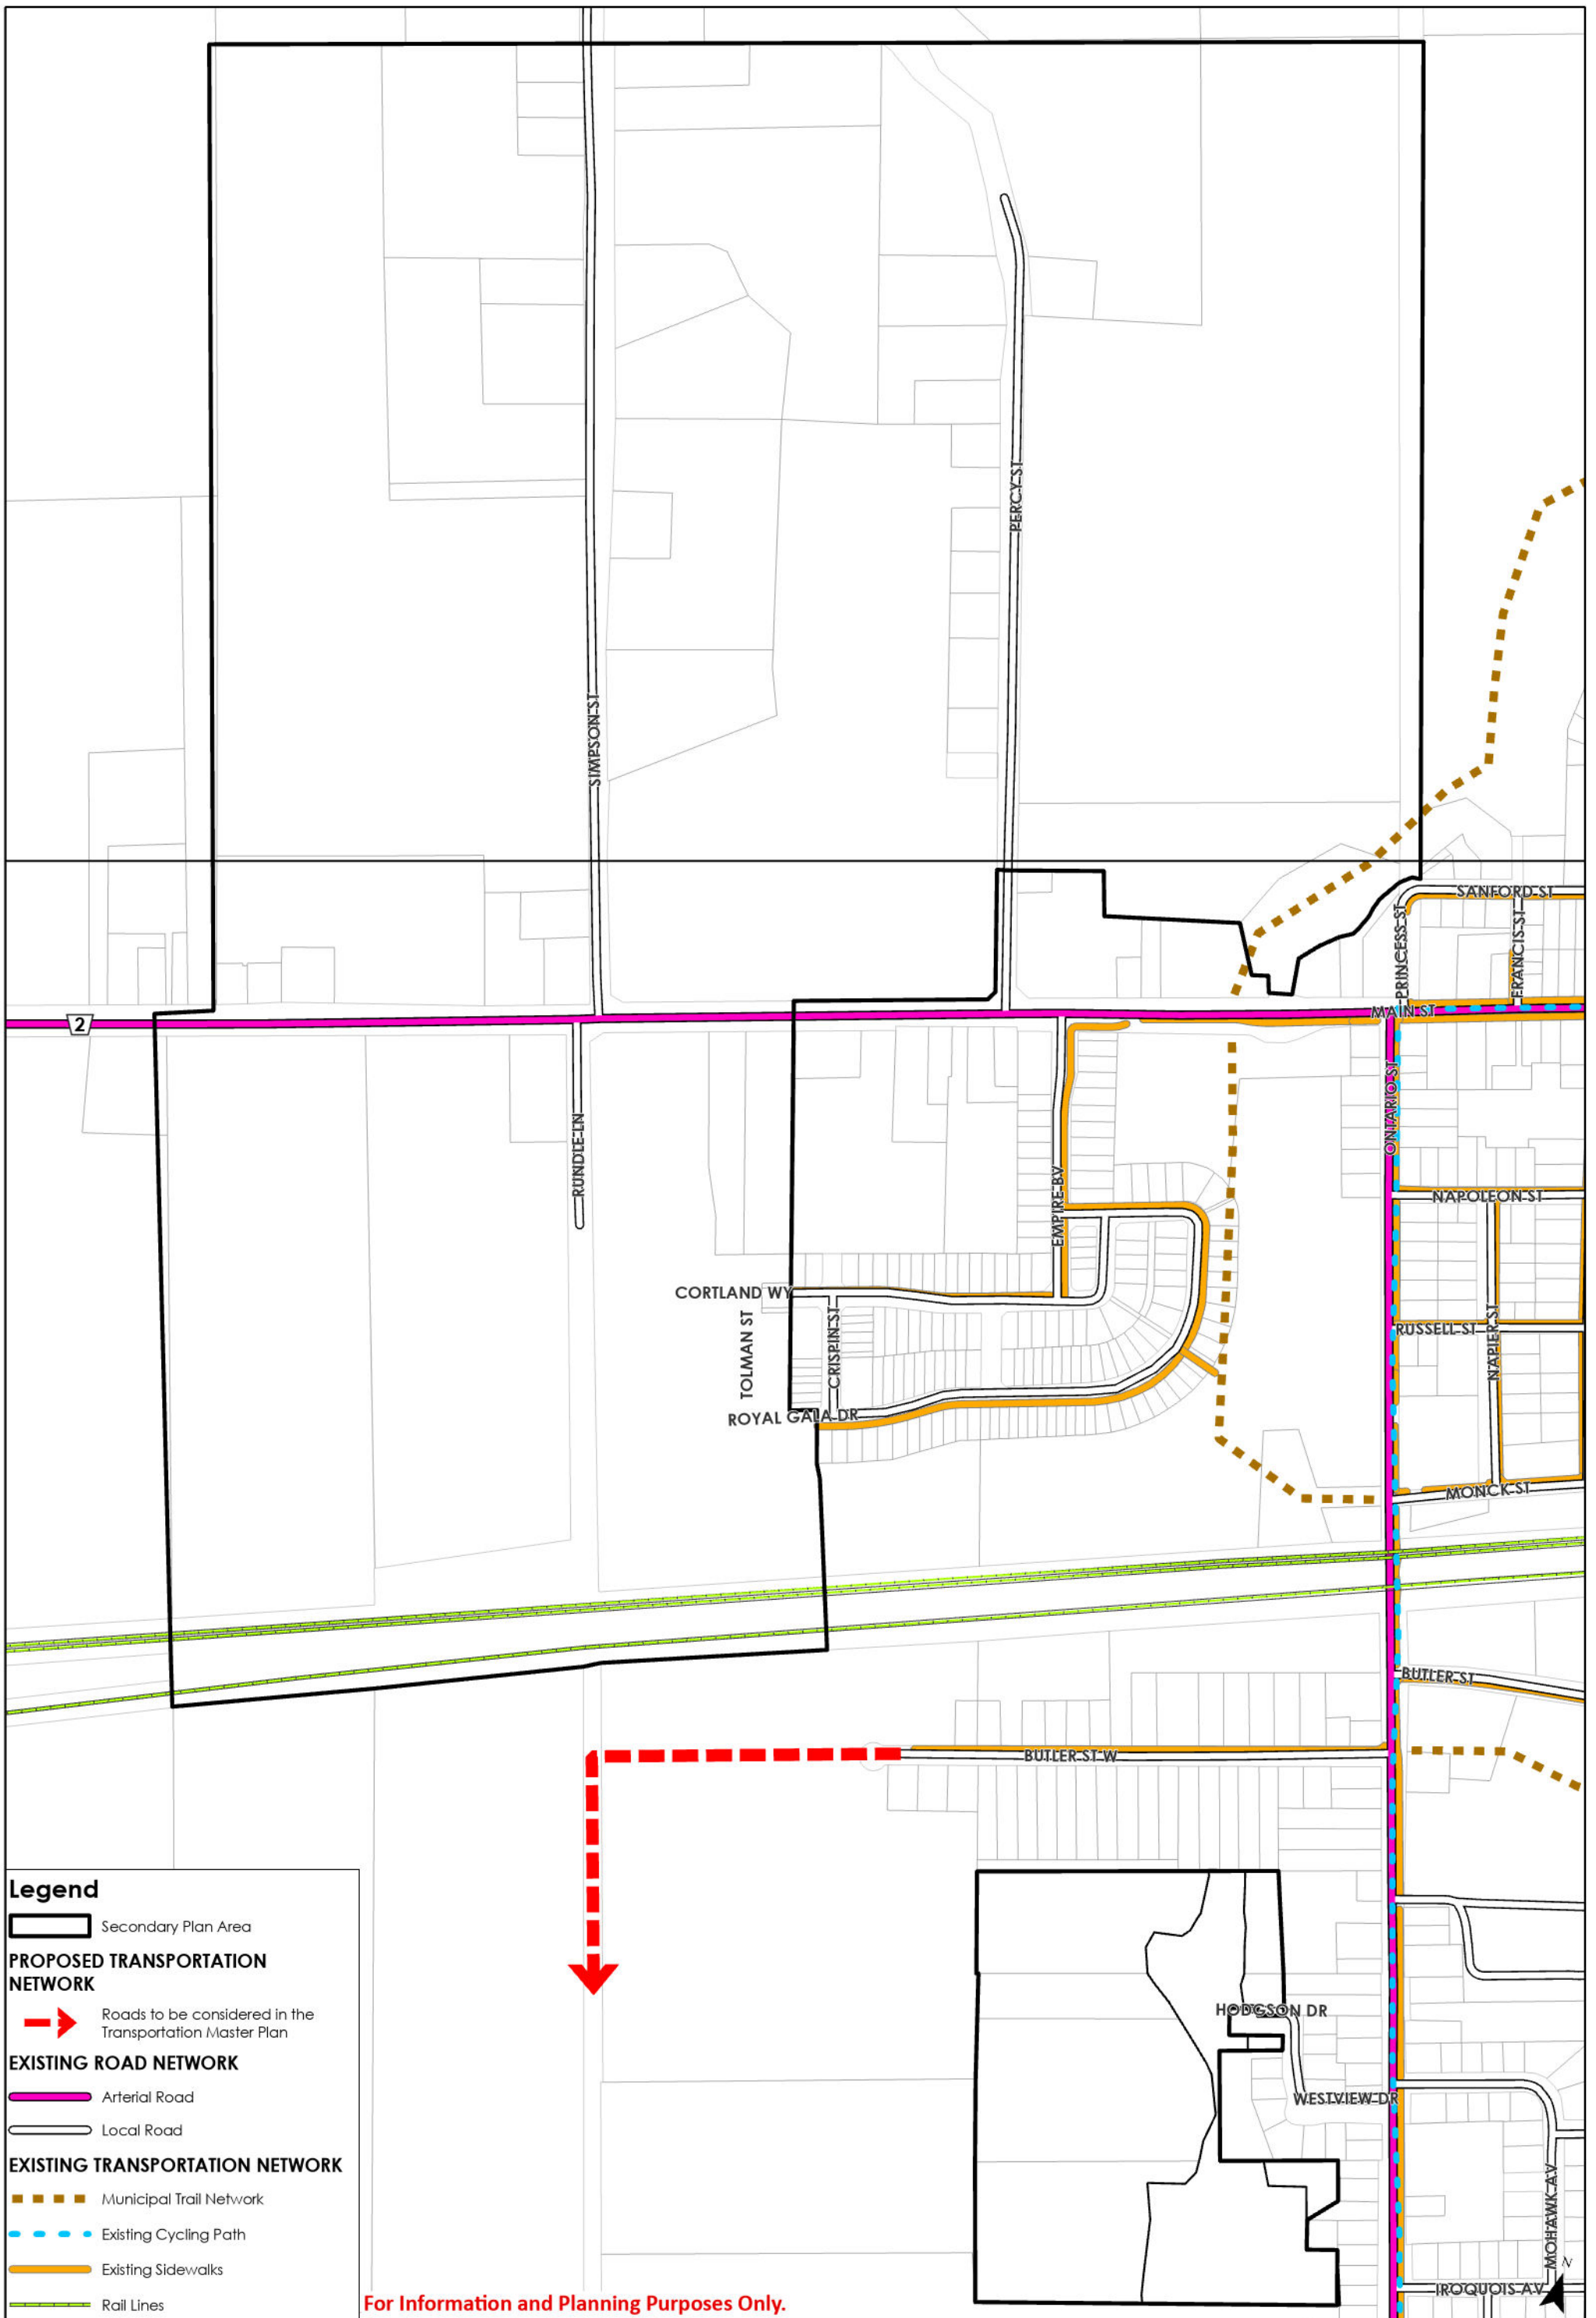 PERCY ST
SIMPSON ST
SANFORD ST
PRINCESS ST
FRANCIS ST
2
MAIN ST
ONTARIO ST
RUNDLE LN
EMPIRE BV
NAPOLEON ST
CORTLAND WY
TOLMAN ST
CRISPIN ST
RUSSELL ST
NAPIER ST
ROYAL GALA DR
MONCK ST
BUTLER ST
BUTLER ST W
HODGSON DR
WESTVIEW DR
MOHAWK AV
IROQUOIS AV
N
Legend
Secondary Plan Area
PROPOSED TRANSPORTATION
NETWORK
Roads to be considered in the
Transportation Master Plan
EXISTING ROAD NETWORK
Arterial Road
Local Road
EXISTING TRANSPORTATION NETWORK
Municipal Trail Network
Existing Cycling Path
Existing Sidewalks
Rail Lines
For Information and Planning Purposes Only.